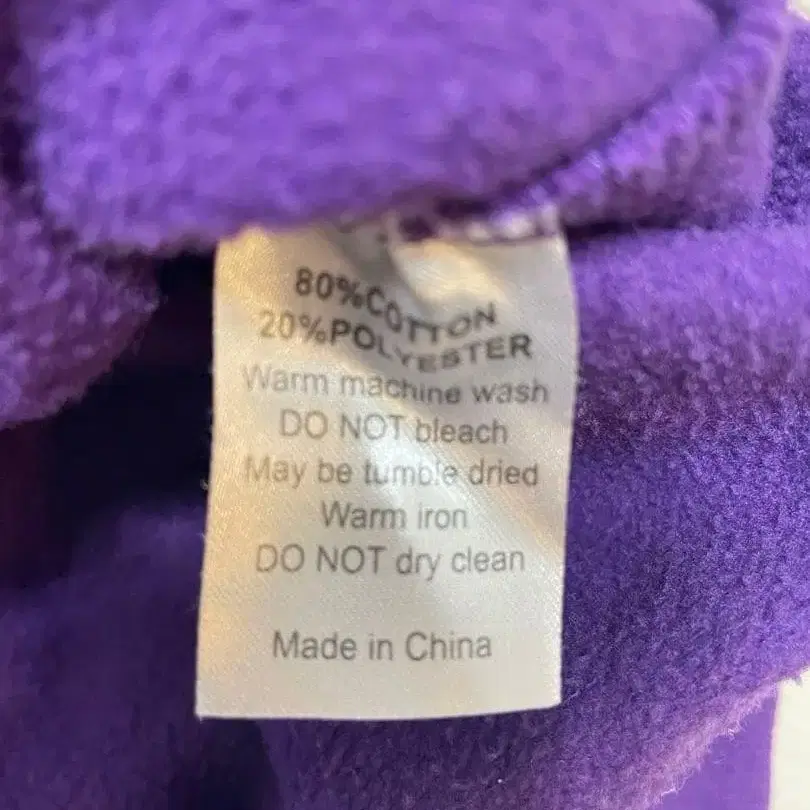 80%COTTON
20%POLYESTER
Warm machine wash
DO NOT bleach
May be tumble dried
Warm iron
DO NOT dry clean
Made in China